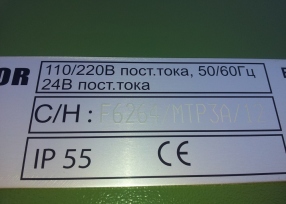 OR
110/220В пост.тока, 50/60Гц
24В пост.тока
С/Н :
IP 55 CE